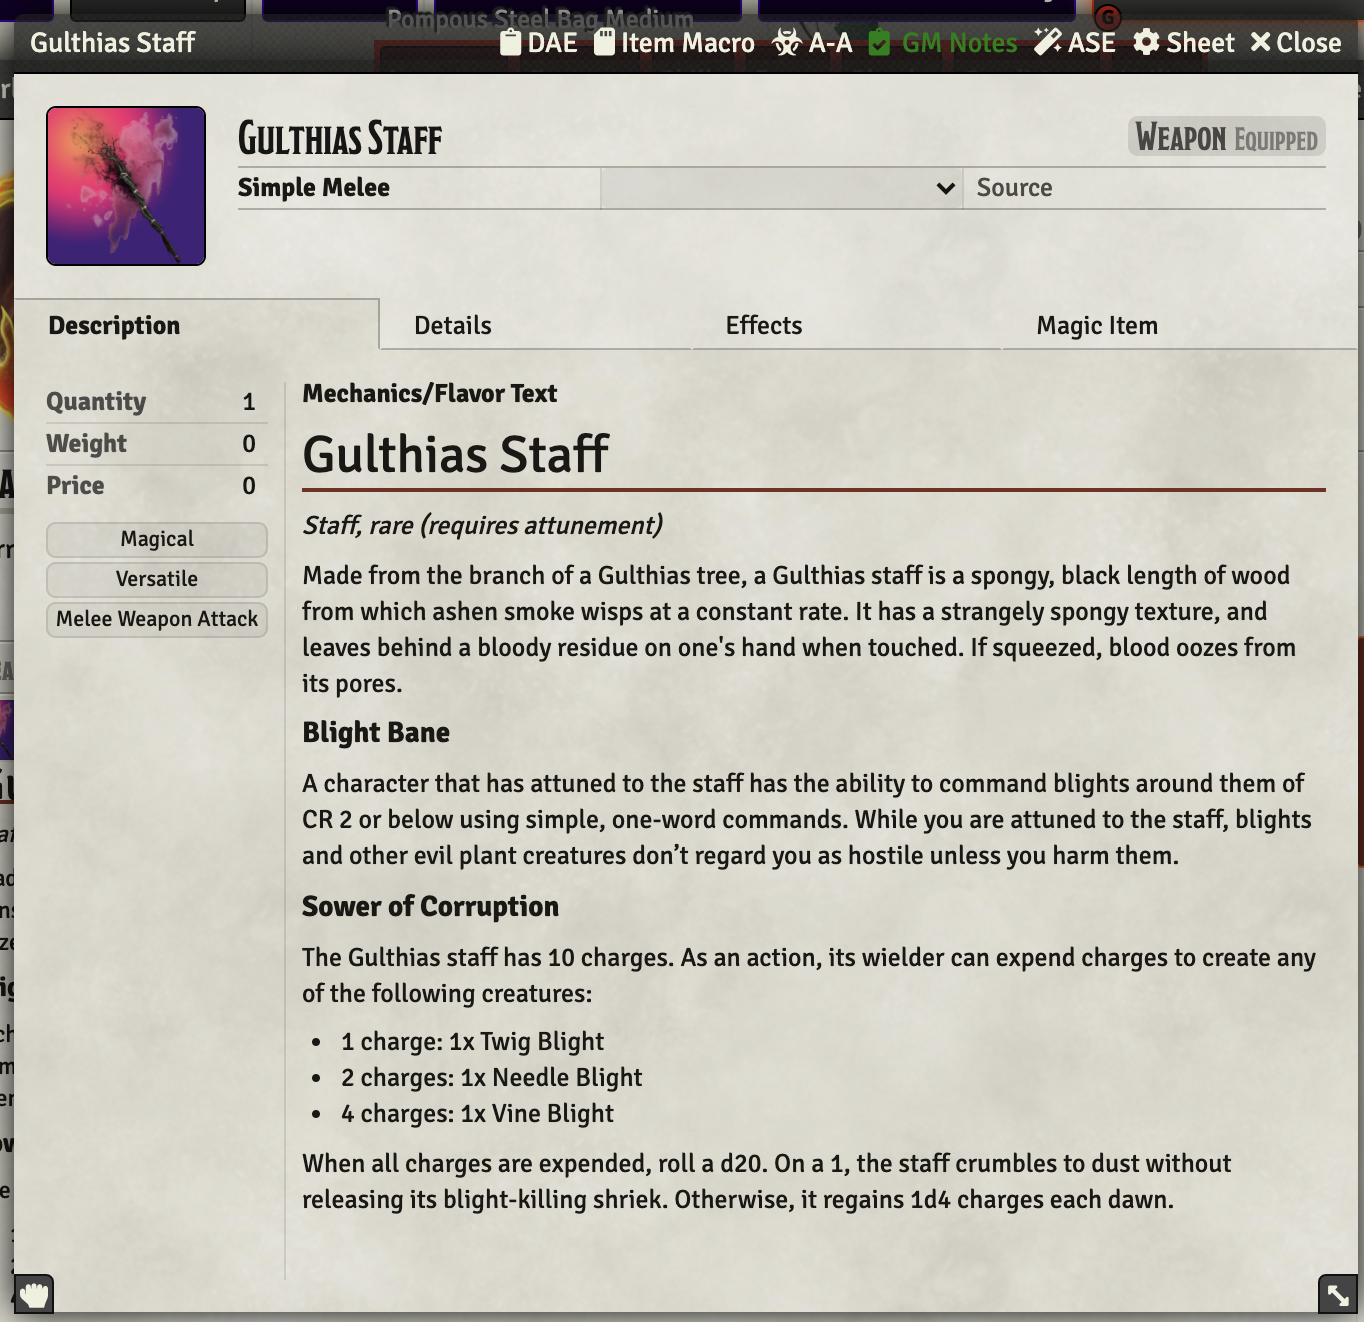 Pompous Steel Bag Medium
G
Gulthias Staff DAE Item Macro A-A GM Notes ASE Sheet Close
Gulthias Staff
Weapon Equipped
Simple Melee Source
Description Details Effects Magic Item
Quantity 1
Weight 0
Price 0
Magical
Versatile
Melee Weapon Attack
Mechanics/Flavor Text
Gulthias Staff
Staff, rare (requires attunement)
Made from the branch of a Gulthias tree, a Gulthias staff is a spongy, black length of wood
from which ashen smoke wisps at a constant rate. It has a strangely spongy texture, and
leaves behind a bloody residue on one's hand when touched. If squeezed, blood oozes from
its pores.
Blight Bane
A character that has attuned to the staff has the ability to command blights around them of
CR 2 or below using simple, one-word commands. While you are attuned to the staff, blights
and other evil plant creatures don’t regard you as hostile unless you harm them.
Sower of Corruption
The Gulthias staff has 10 charges. As an action, its wielder can expend charges to create any
of the following creatures:
• 1 charge: 1x Twig Blight
• 2 charges: 1x Needle Blight
• 4 charges: 1x Vine Blight
When all charges are expended, roll a d20. On a 1, the staff crumbles to dust without
releasing its blight-killing shriek. Otherwise, it regains 1d4 charges each dawn.